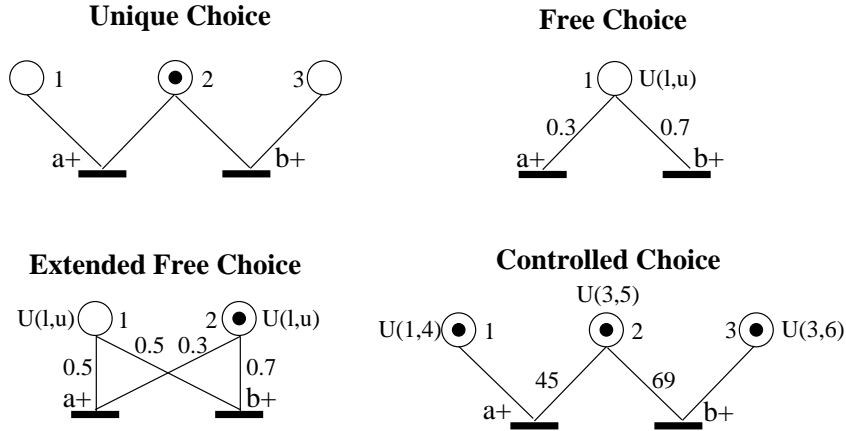 Unique Choice
1
2
3
a+
b+
Free Choice
1
U(l,u)
0.3
0.7
a+
b+
Extended Free Choice
U(l,u)
1
2
U(l,u)
0.5
0.5
0.3
0.7
a+
b+
Controlled Choice
U(3,5)
U(1,4)
1
2
3
U(3,6)
45
69
a+
b+